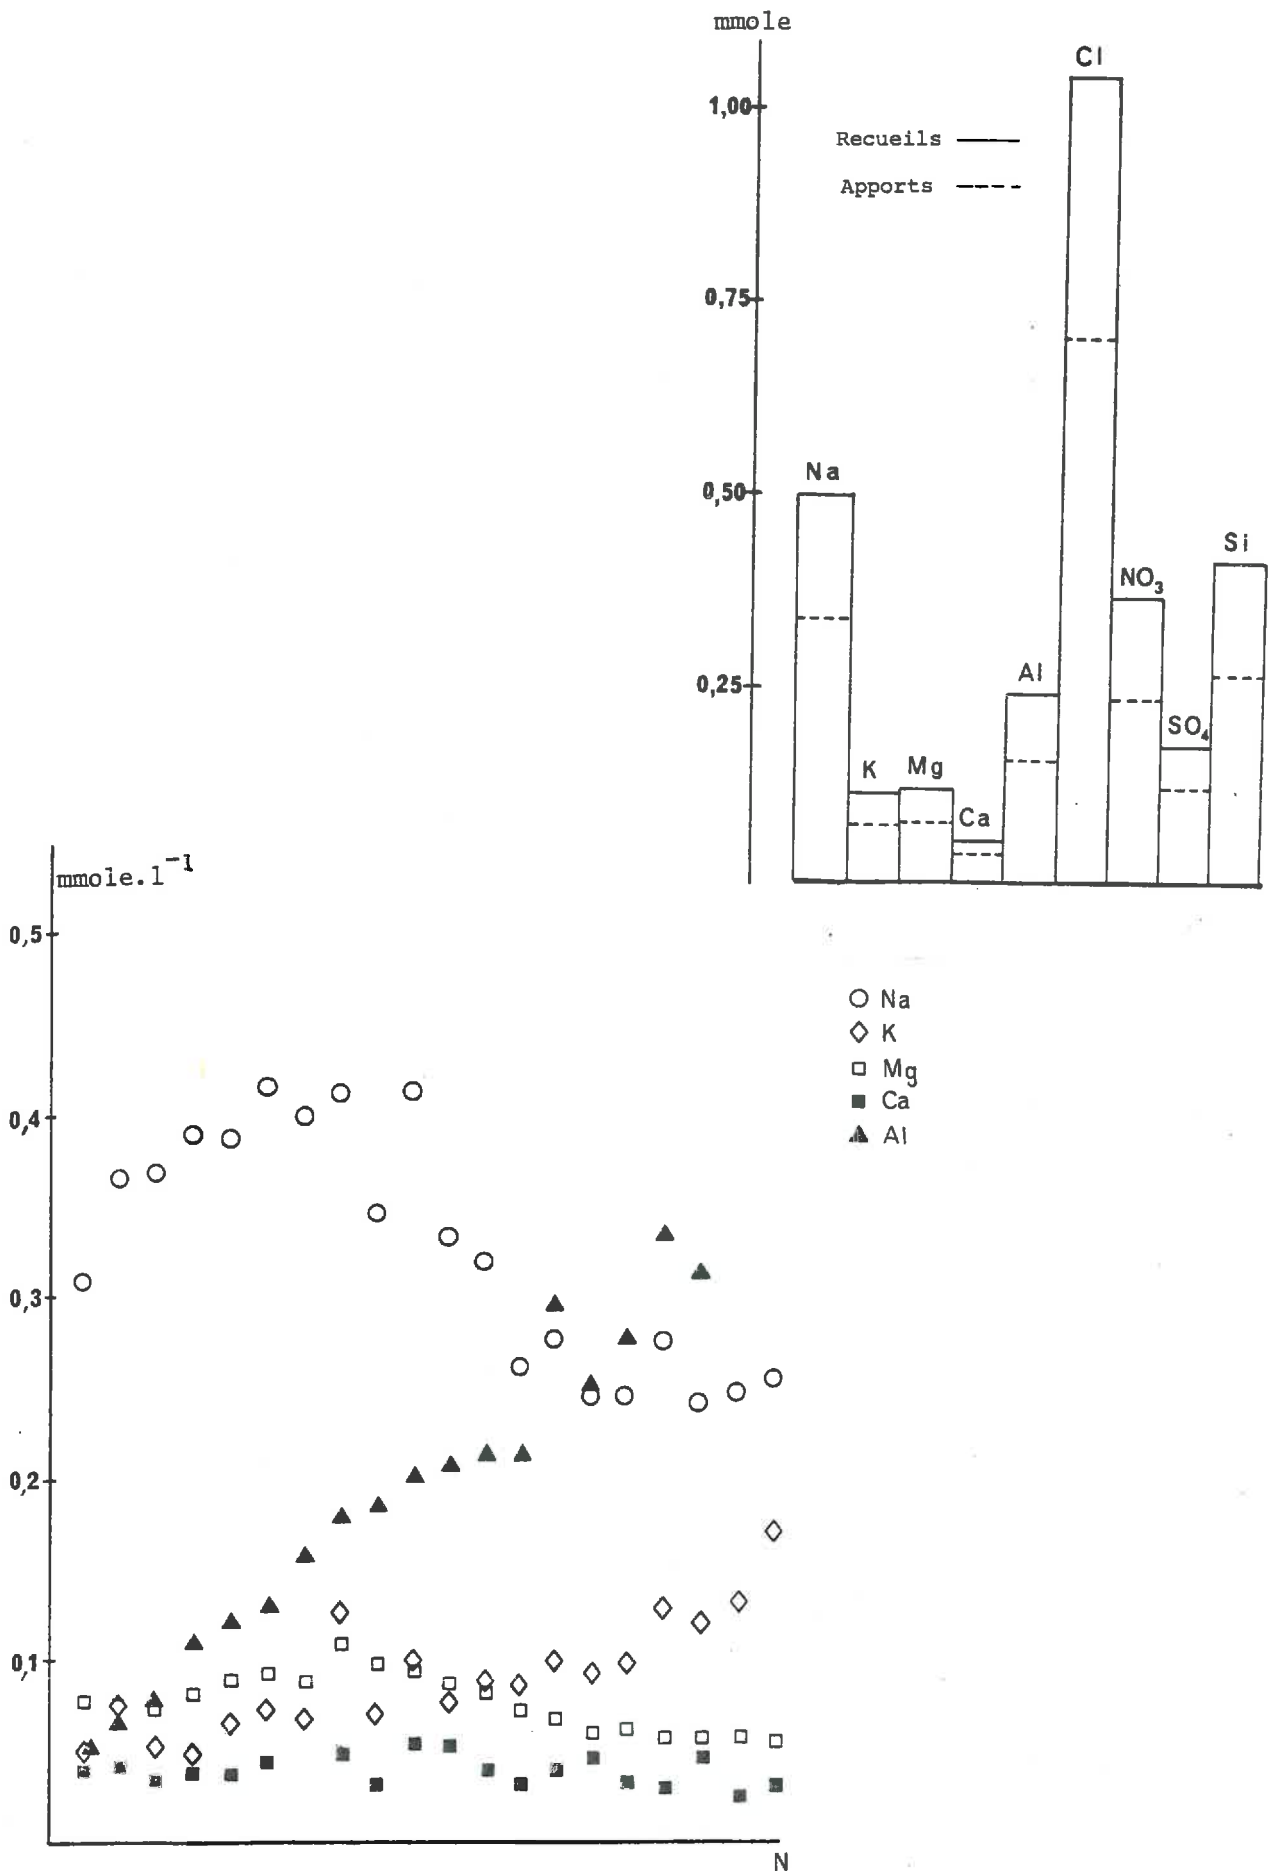 mmole
Cl
1,00
Recueils
Apports
0,75
Na
0,50
Si
NO3
0,25
Al
SO4
K
Mg
Ca
mmole.l-1
0,5
Na
K
Mg
Ca
Al
0,4
0,3
0,2
0,1
N